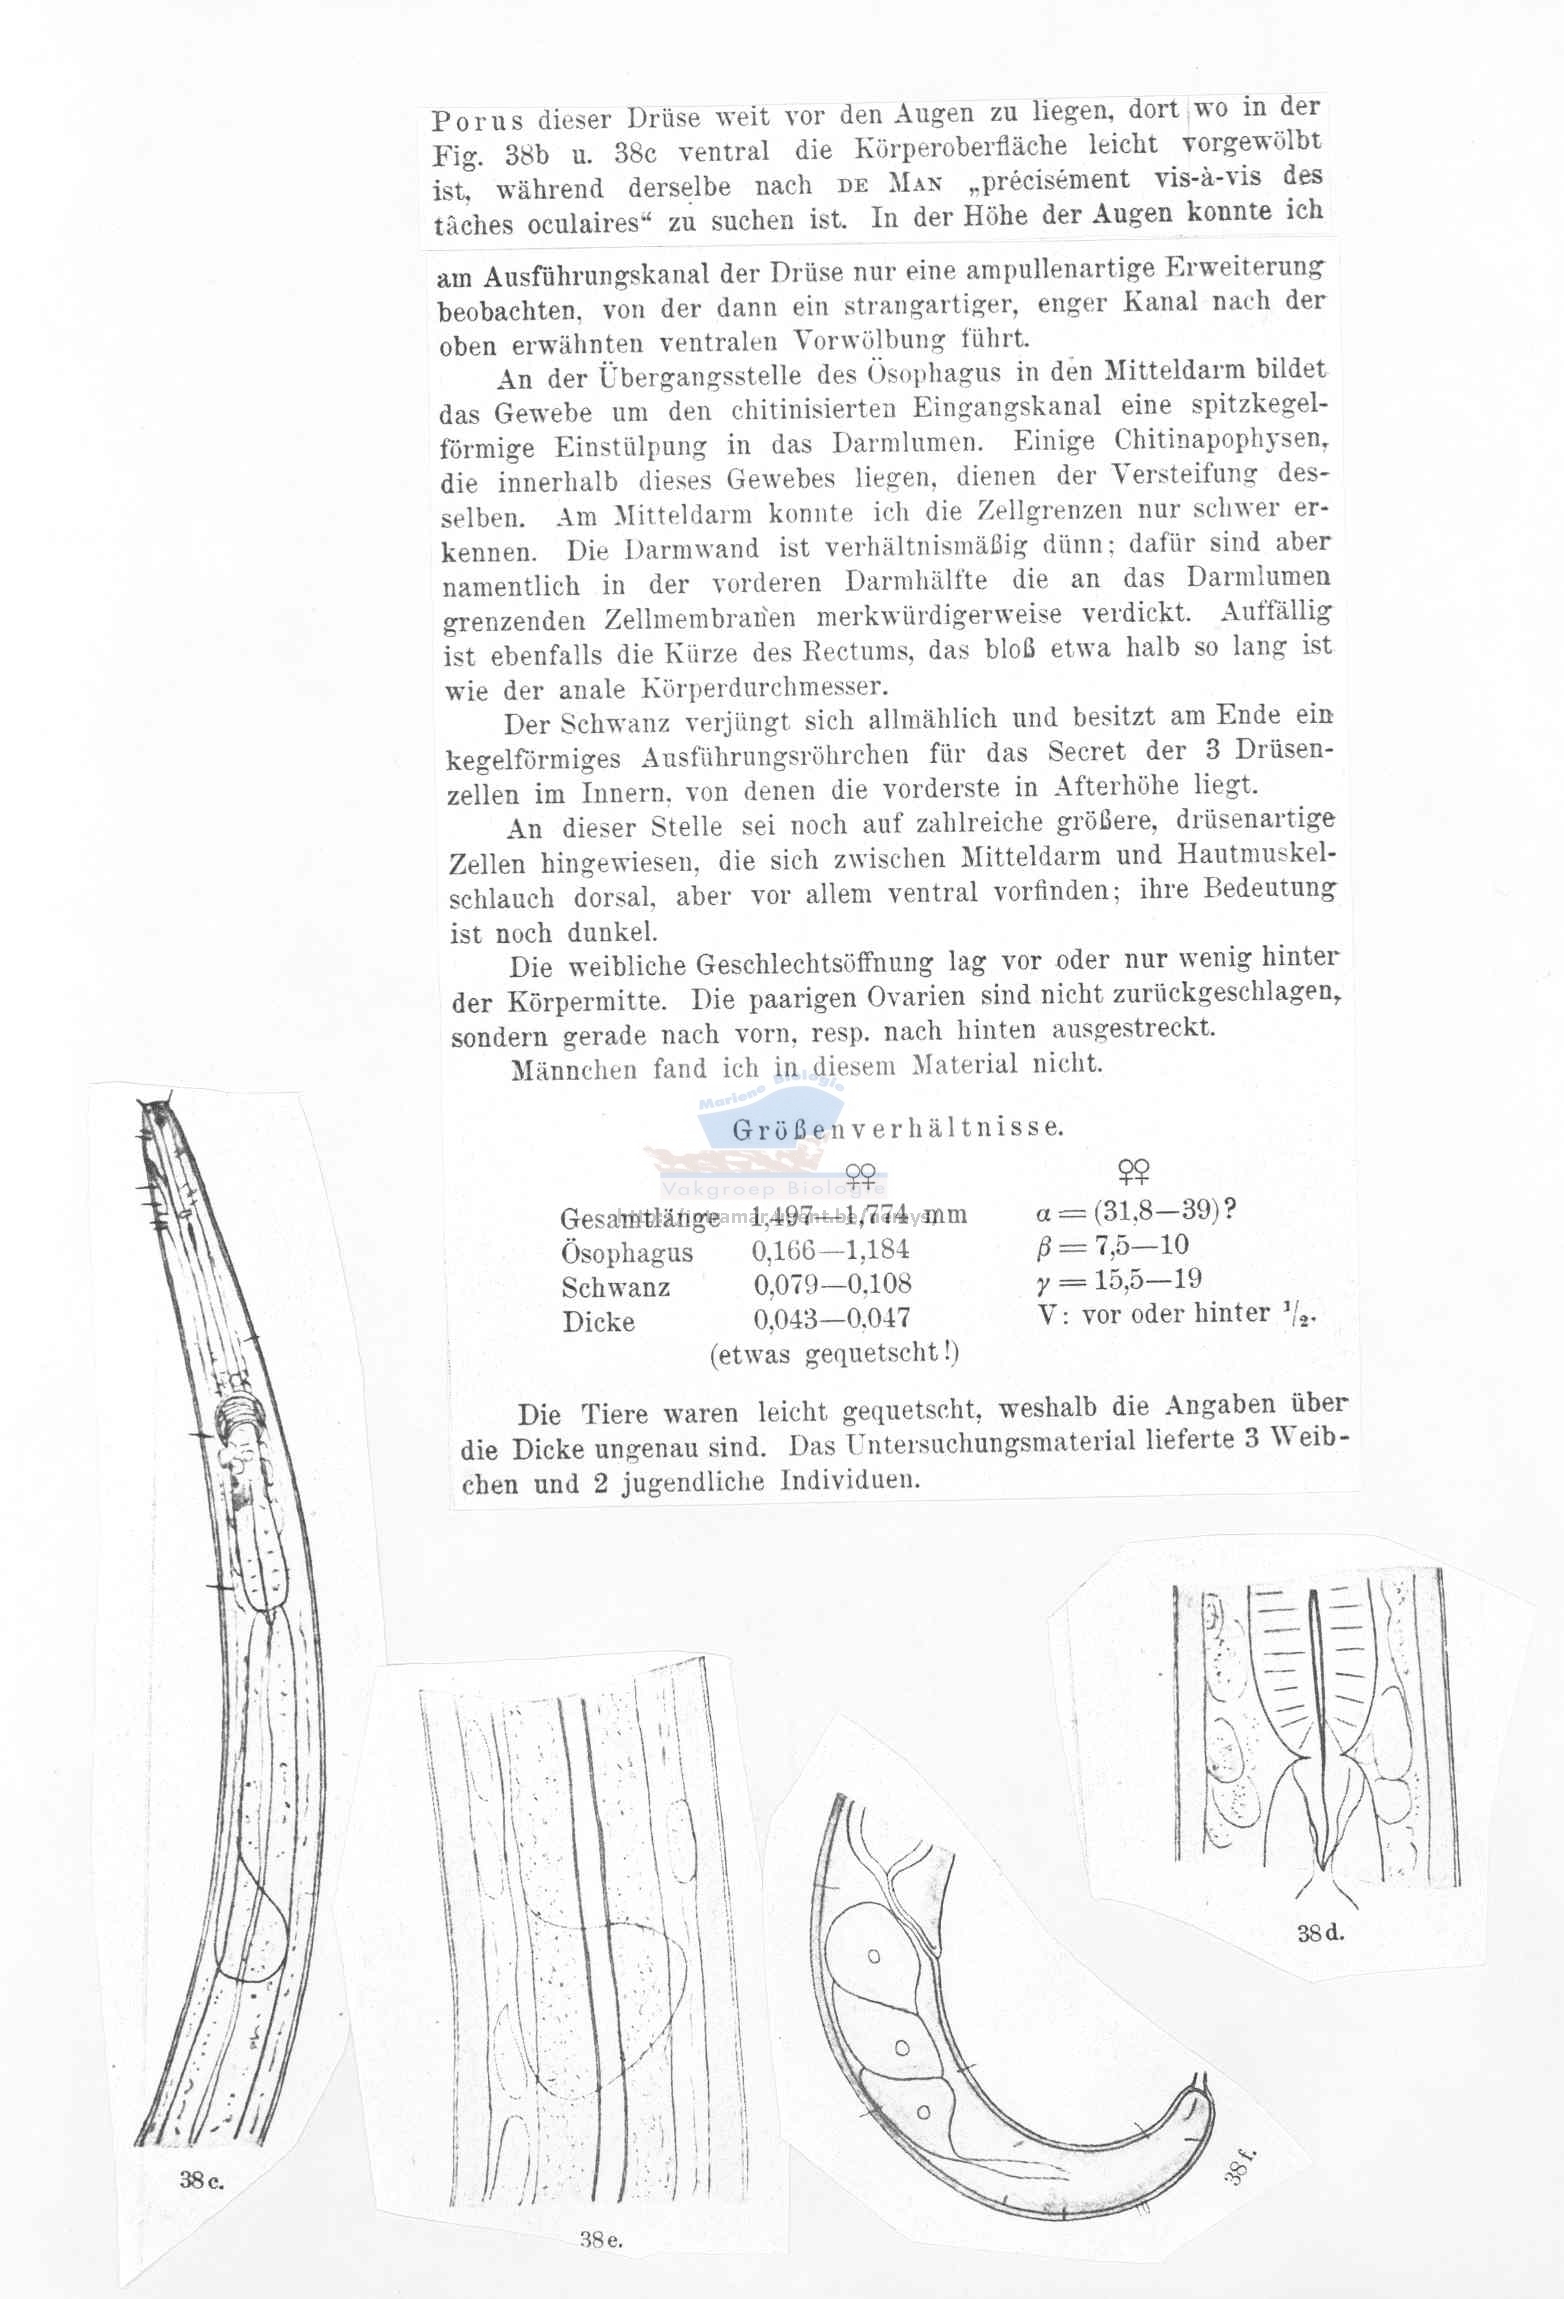 Porus dieser Drüse weit vor den Augen zu liegen, dort wo in der
Fig. 38b u. 38c ventral die Körperoberfläche leicht vorgewölbt
ist, während derselbe nach DE MAN „précisément vis-à-vis des
tâches oculaires“ zu suchen ist. In der Höhe der Augen konnte ich
am Ausführungskanal der Drüse nur eine ampullenartige Erweiterung
beobachten, von der dann ein strangartiger, enger Kanal nach der
oben erwähnten ventralen Vorwölbung führt.
An der Übergangsstelle des Ösophagus in den Mitteldarm bildet
das Gewebe um den chitinisierten Eingangskanal eine spitzkegel-
förmige Einstülpung in das Darmlumen. Einige Chitinapophysen,
die innerhalb dieses Gewebes liegen, dienen der Versteifung des-
selben. Am Mitteldarm konnte ich die Zellgrenzen nur schwer er-
kennen. Die Darmwand ist verhältnismäßig dünn; dafür sind aber
namentlich in der vorderen Darmhälfte die an das Darmlumen
grenzenden Zellmembranen merkwürdigerweise verdickt. Auffällig
ist ebenfalls die Kürze des Rectums, das bloß etwa halb so lang ist
wie der anale Körperdurchmesser.
Der Schwanz verjüngt sich allmählich und besitzt am Ende ein
kegelförmiges Ausführungsröhrchen für das Secret der 3 Drüsen-
zellen im Innern, von denen die vorderste in Afterhöhe liegt.
An dieser Stelle sei noch auf zahlreiche größere, drüsenartige
Zellen hingewiesen, die sich zwischen Mitteldarm und Hautmuskel-
schlauch dorsal, aber vor allem ventral vorfinden; ihre Bedeutung
ist noch dunkel.
Die weibliche Geschlechtsöffnung lag vor oder nur wenig hinter
der Körpermitte. Die paarigen Ovarien sind nicht zurückgeschlagen,
sondern gerade nach vorn, resp. nach hinten ausgestreckt.
Männchen fand ich in diesem Material nicht.
Mariene Biologie
Größenverhältnisse.
♀♀ ♀♀
Vakgroep Biologie
Gesamtlänge 1,497—1,774 mm α = (31,8—39)?
Ösophagus 0,166—1,184 β = 7,5—10
Schwanz 0,079—0,108 γ = 15,5—19
Dicke 0,043—0,047 V: vor oder hinter 1/2.
(etwas gequetscht!)
Die Tiere waren leicht gequetscht, weshalb die Angaben über
die Dicke ungenau sind. Das Untersuchungsmaterial lieferte 3 Weib-
chen und 2 jugendliche Individuen.
38d.
38c.
38f.
38e.